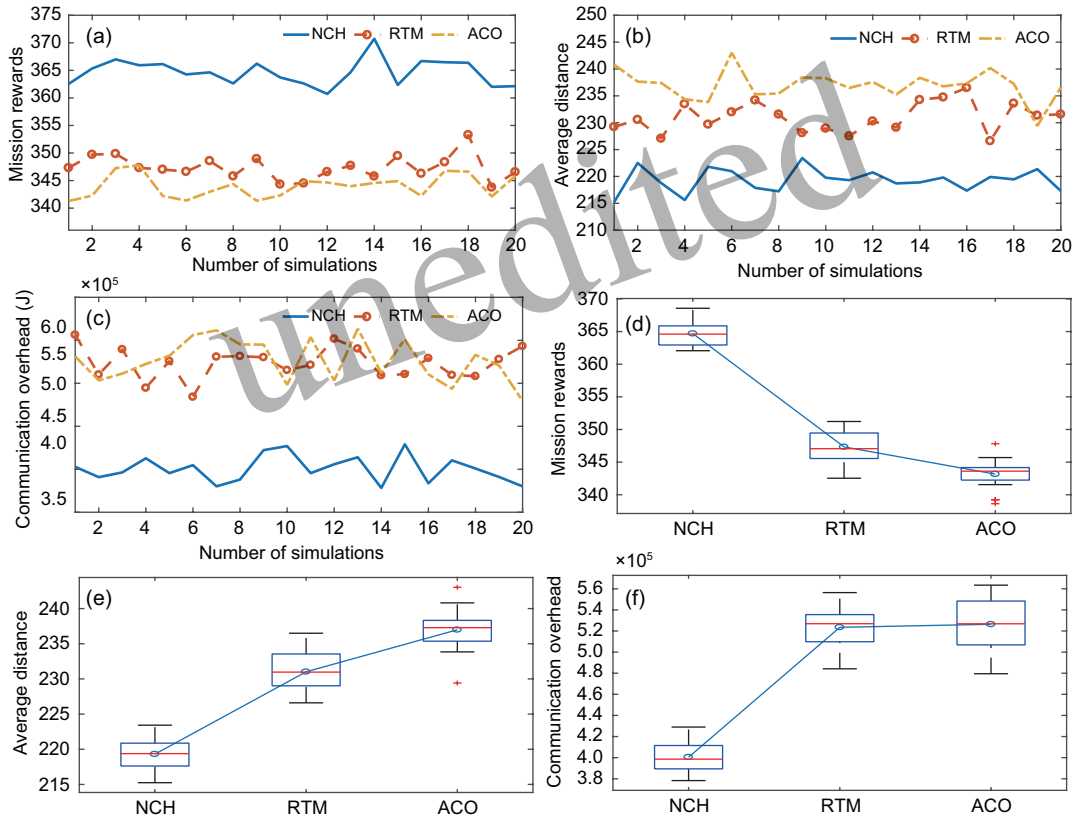 (a)
NCH RTM ACO
Mission rewards
375
370
365
360
355
350
345
340
2 4 6 8 10 12 14 16 18 20
Number of simulations
(b)
NCH RTM ACO
Average distance
250
245
240
235
230
225
220
215
210
2 4 6 8 10 12 14 16 18 20
Number of simulations
×10⁵
(c)
NCH RTM ACO
Communication overhead (J)
6.0
5.5
5.0
4.5
4.0
3.5
2 4 6 8 10 12 14 16 18 20
Number of simulations
(d)
Mission rewards
370
365
360
355
350
345
340
NCH RTM ACO
(e)
Average distance
240
235
230
225
220
215
NCH RTM ACO
×10⁵
(f)
Communication overhead
5.6
5.4
5.2
5.0
4.8
4.6
4.4
4.2
4.0
3.8
NCH RTM ACO
unedited